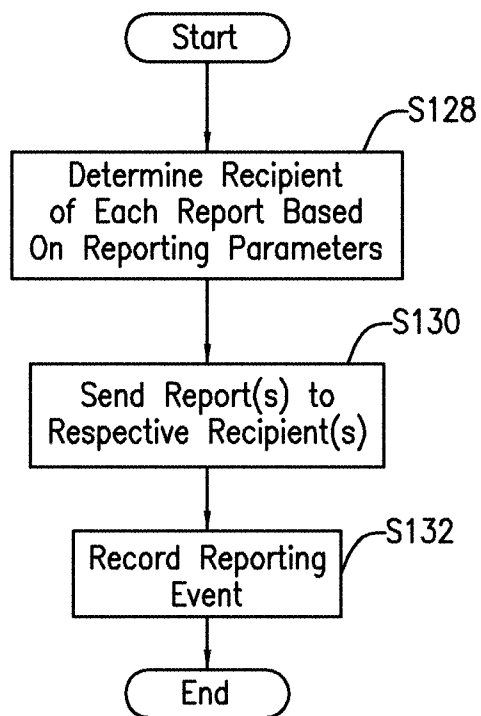 Start
S128
Determine Recipient
of Each Report Based
On Reporting Parameters
S130
Send Report(s) to
Respective Recipient(s)
S132
Record Reporting
Event
End